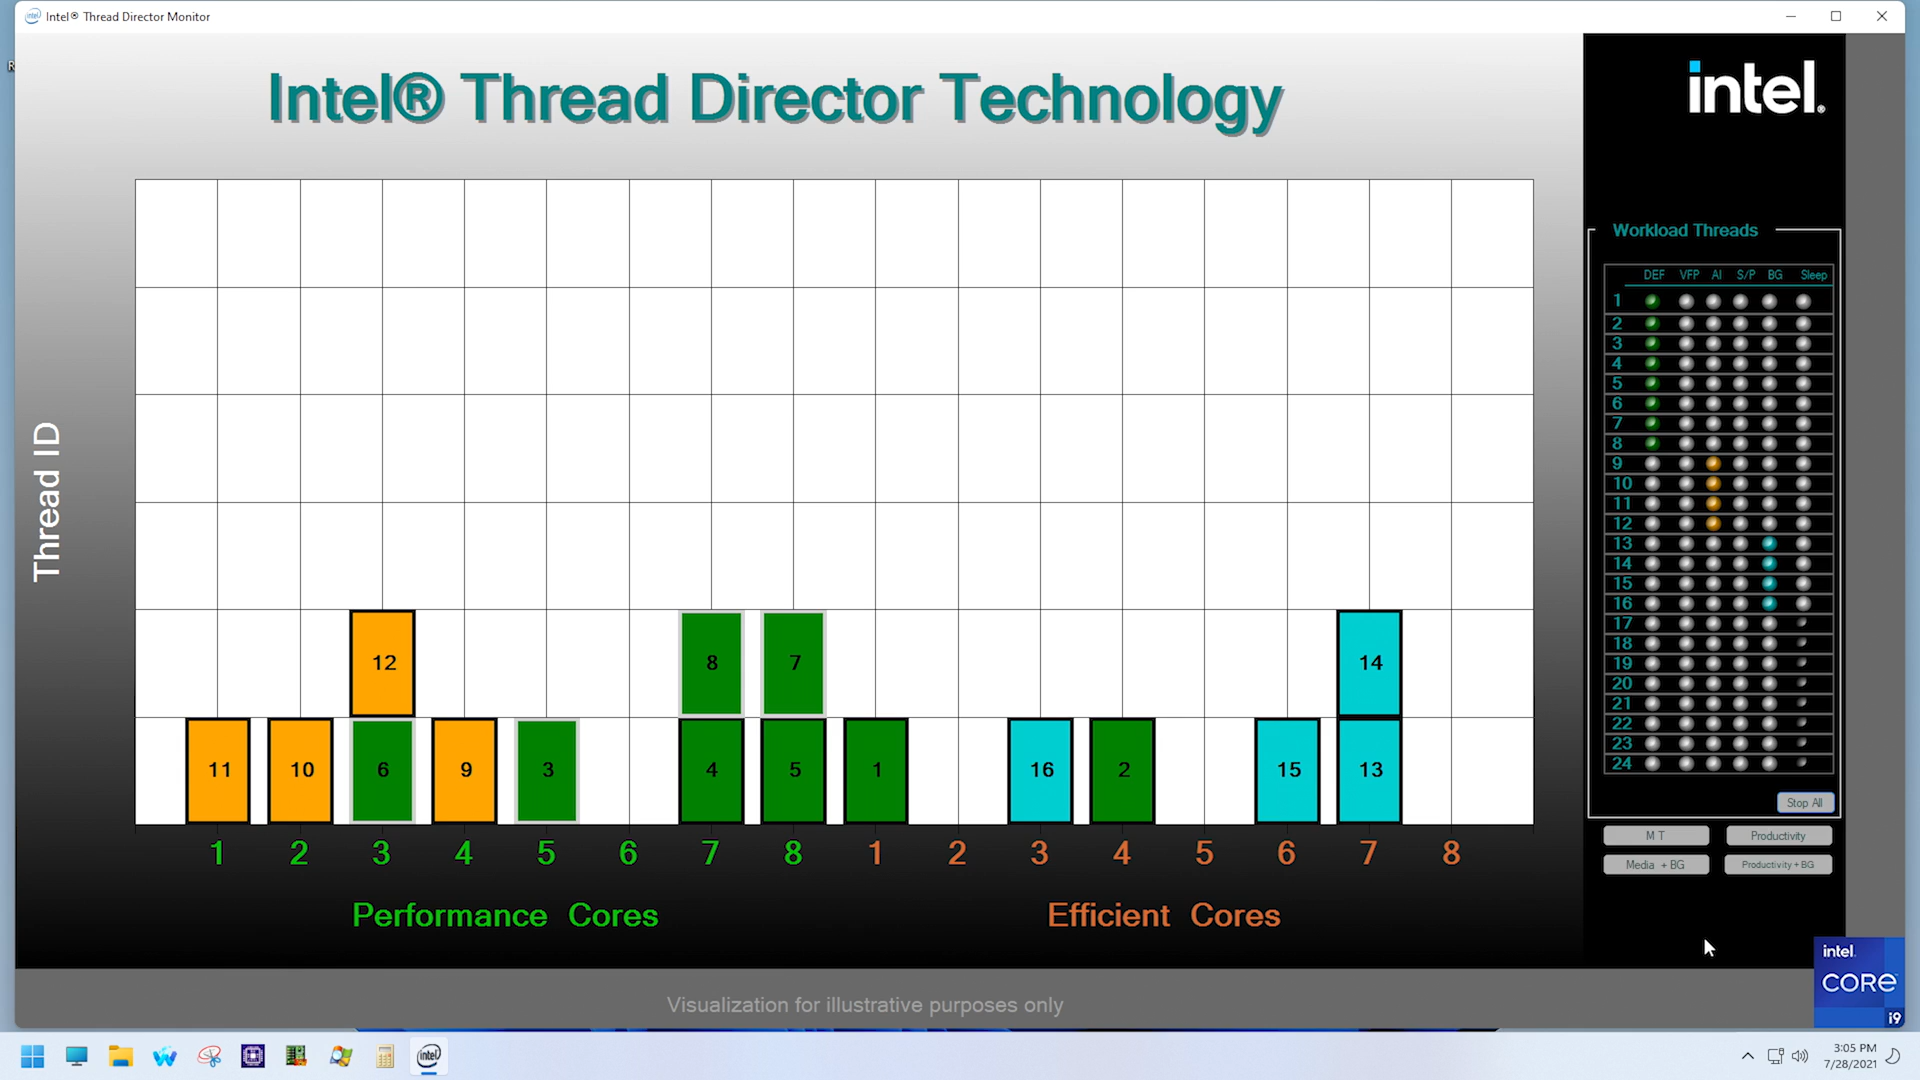 Intel® Thread Director Monitor
R
Intel® Thread Director Technology
intel.
Workload Threads
DEF VFP AI S/P BG Sleep
1
2
3
4
5
6
7
8
9
10
11
12
13
14
15
16
17
18
19
20
21
22
23
24
Stop All
M T Productivity
Media + BG Productivity + BG
Thread ID
12 8 7 14
11 10 6 9 3 4 5 1 16 2 15 13
1 2 3 4 5 6 7 8 1 2 3 4 5 6 7 8
Performance Cores Efficient Cores
Visualization for illustrative purposes only
intel.
CORE
i9
intel
3:05 PM
7/28/2021